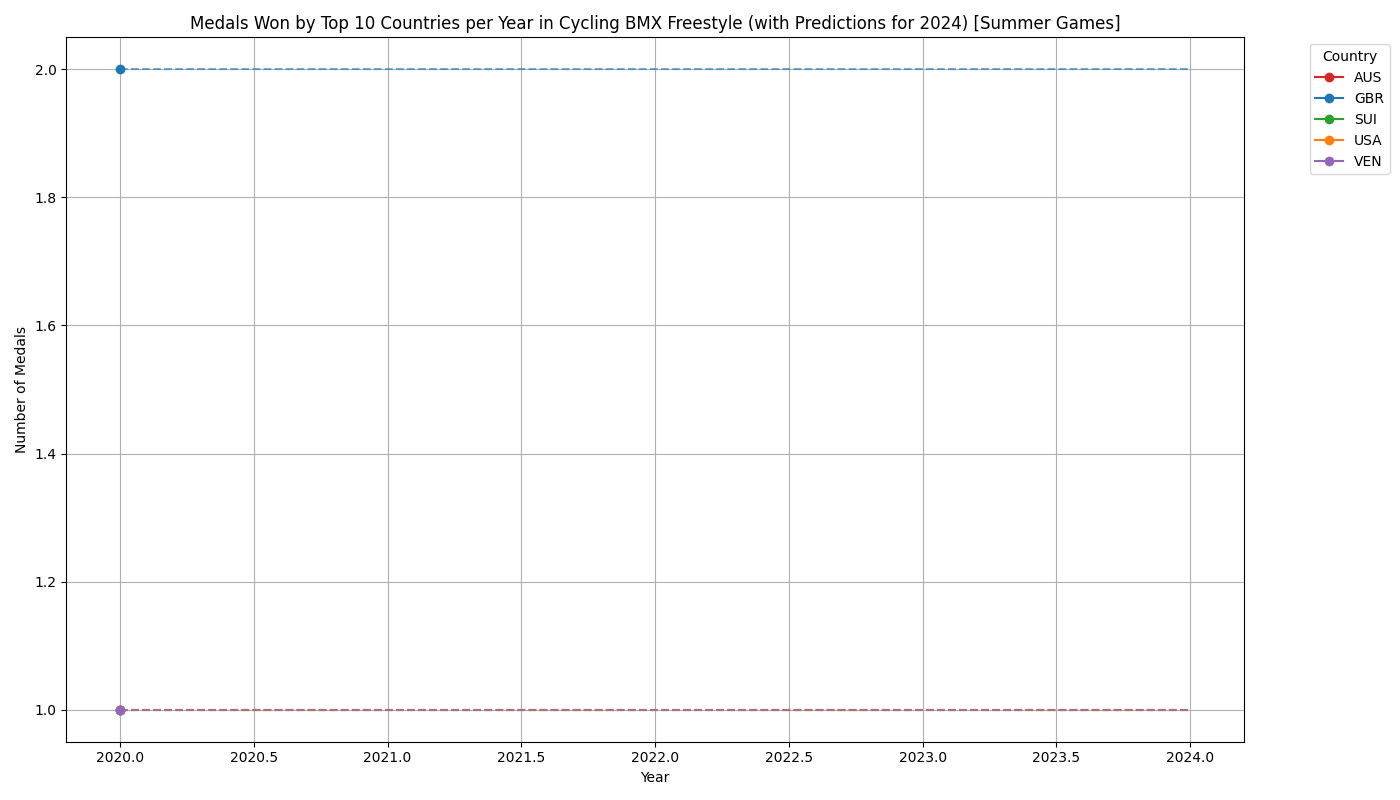 Medals Won by Top 10 Countries per Year in Cycling BMX Freestyle (with Predictions for 2024) [Summer Games]
Number of Medals
2.0
1.8
1.6
1.4
1.2
1.0
2020.0 2020.5 2021.0 2021.5 2022.0 2022.5 2023.0 2023.5 2024.0
Year
Country
AUS
GBR
SUI
USA
VEN